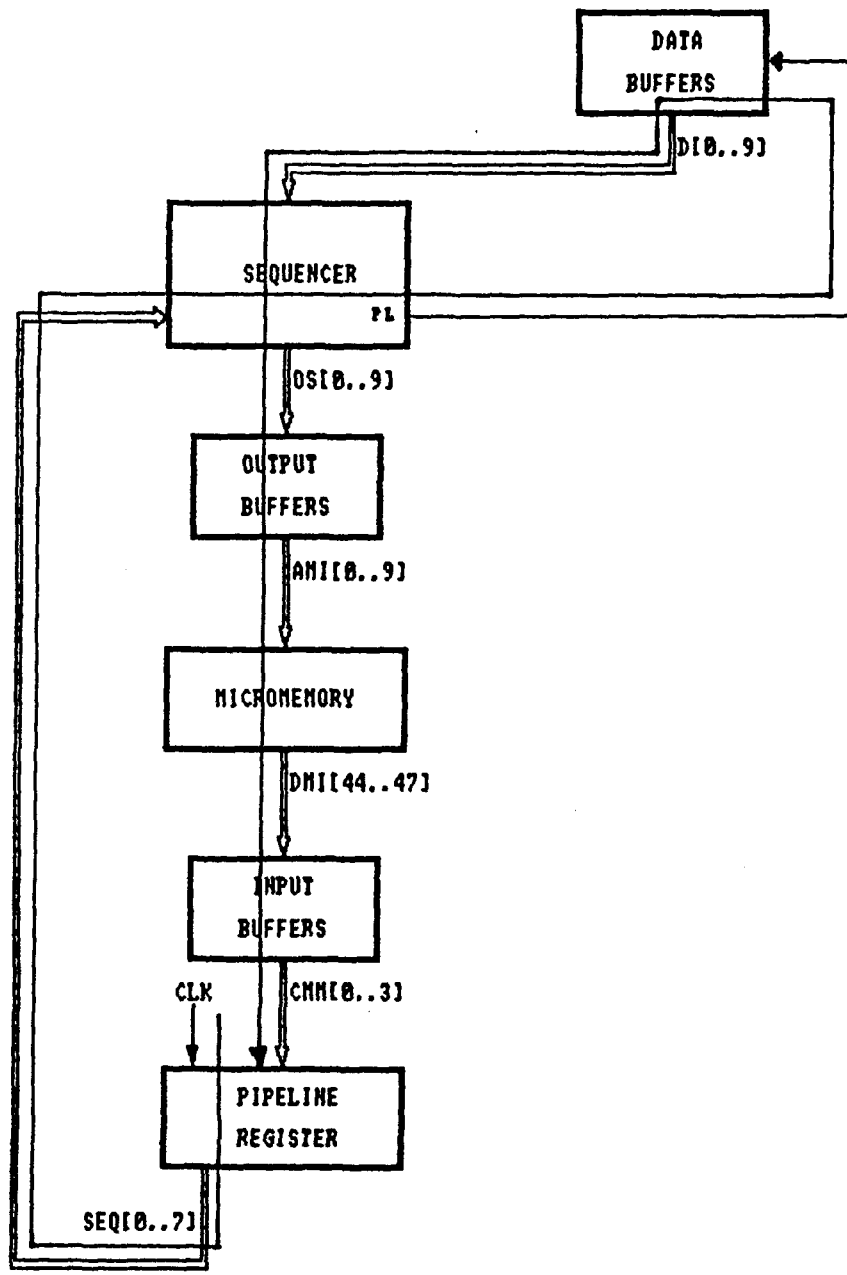 DATA
BUFFERS
D[0..9]
SEQUENCER
PL
OS[0..9]
OUTPUT
BUFFERS
AMI[0..9]
MICROMEMORY
DMI[44..47]
INPUT
BUFFERS
CLK
CMM[0..3]
PIPELINE
REGISTER
SEQ[0..7]